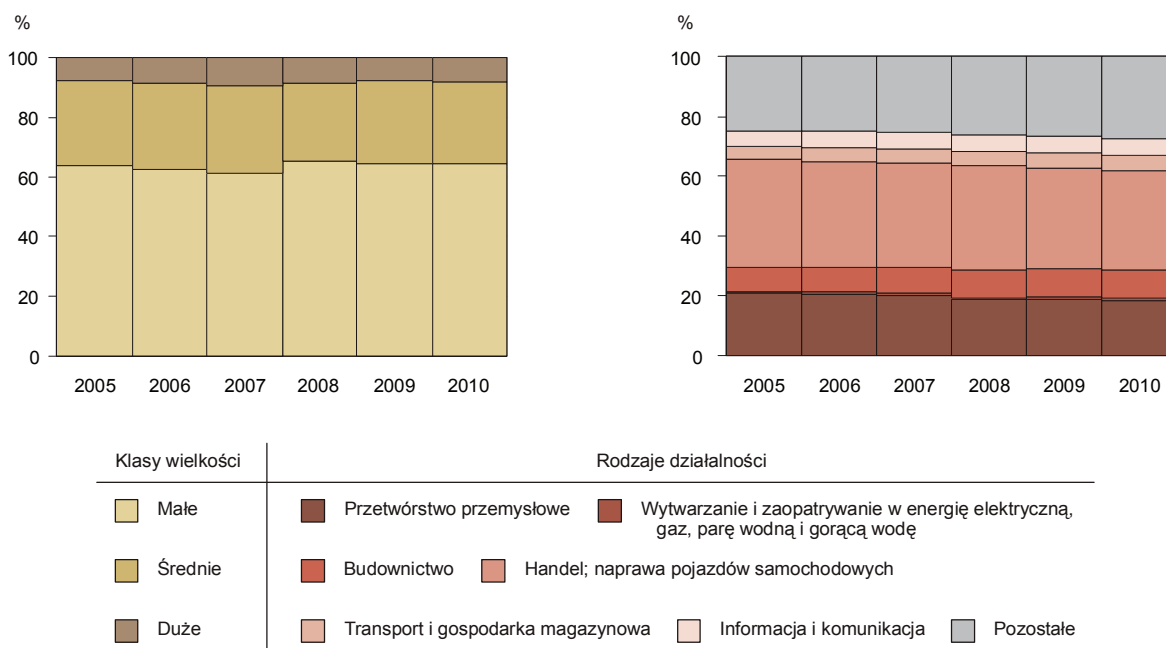 %
100
80
60
40
20
0
2005 2006 2007 2008 2009 2010
%
100
80
60
40
20
0
2005 2006 2007 2008 2009 2010
Klasy wielkości
Rodzaje działalności
Małe
Przetwórstwo przemysłowe
Wytwarzanie i zaopatrywanie w energię elektryczną,
gaz, parę wodną i gorącą wodę
Średnie
Budownictwo
Handel; naprawa pojazdów samochodowych
Duże
Transport i gospodarka magazynowa
Informacja i komunikacja
Pozostałe